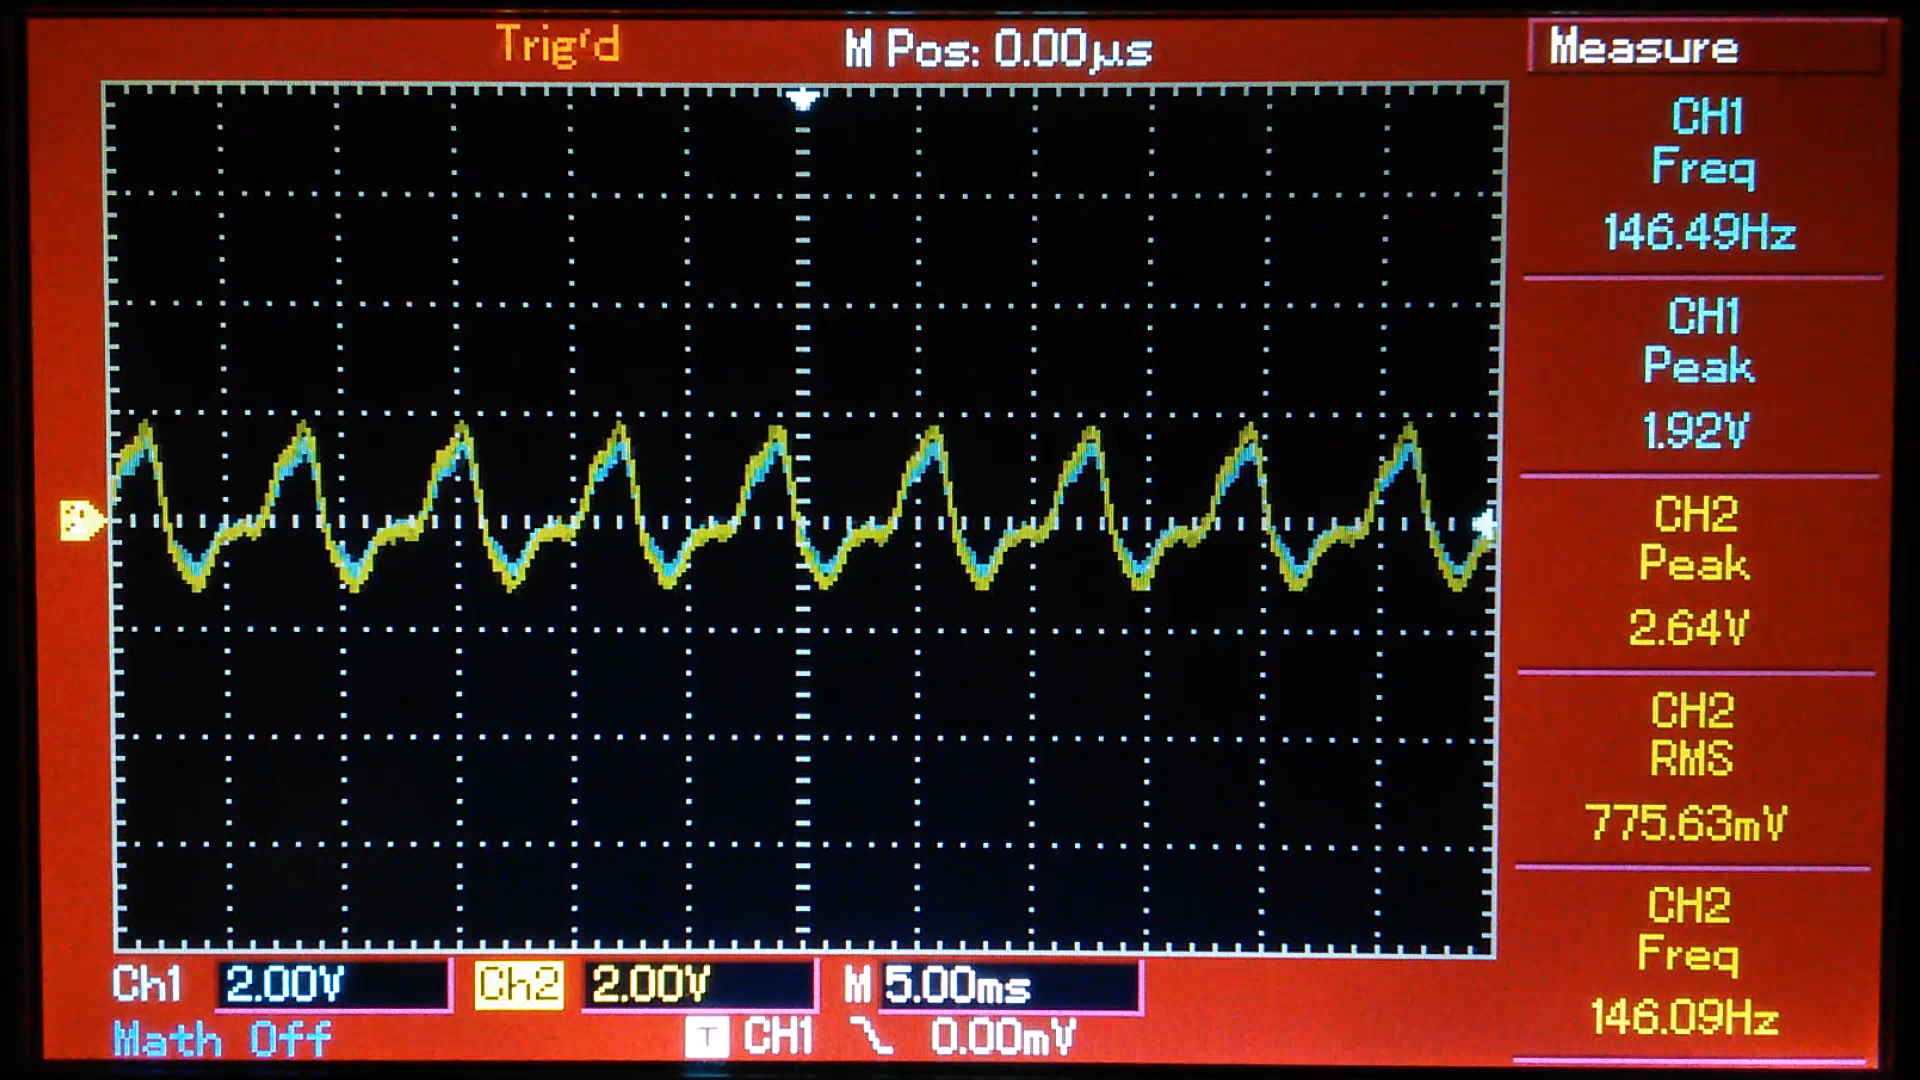 Trig'd
M Pos: 0.00µs
Measure
CH1
Freq
146.49Hz
CH1
Peak
1.92V
CH2
Peak
2.64V
CH2
RMS
775.63mV
CH2
Freq
146.09Hz
Ch1 2.00V Ch2 2.00V M 5.00ms
Math Off T CH1 0.00mV